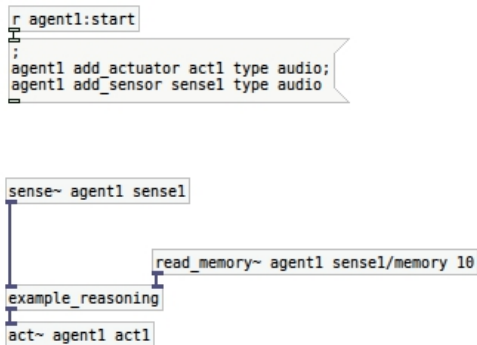 r agent1:start
;
agent1 add_actuator act1 type audio;
agent1 add_sensor sense1 type audio
sense~ agent1 sense1
read_memory~ agent1 sense1/memory 10
example_reasoning
act~ agent1 act1